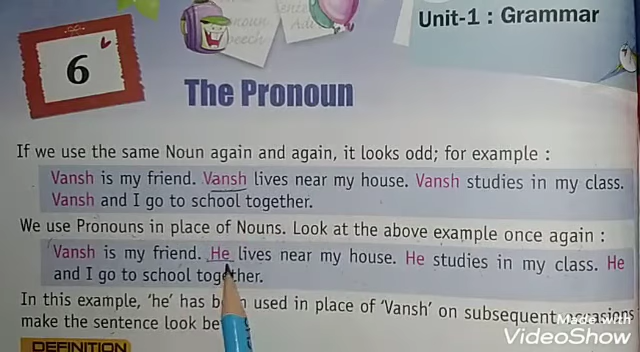 Unit-1 : Grammar
6
The Pronoun
If we use the same Noun again and again, it looks odd; for example :
Vansh is my friend. Vansh lives near my house. Vansh studies in my class.
Vansh and I go to school together.
We use Pronouns in place of Nouns. Look at the above example once again :
Vansh is my friend. He lives near my house. He studies in my class. He
and I go to school together.
In this example, 'he' has been used in place of 'Vansh' on subsequent occasions
make the sentence look
DEFINITION
Made with
VideoShow